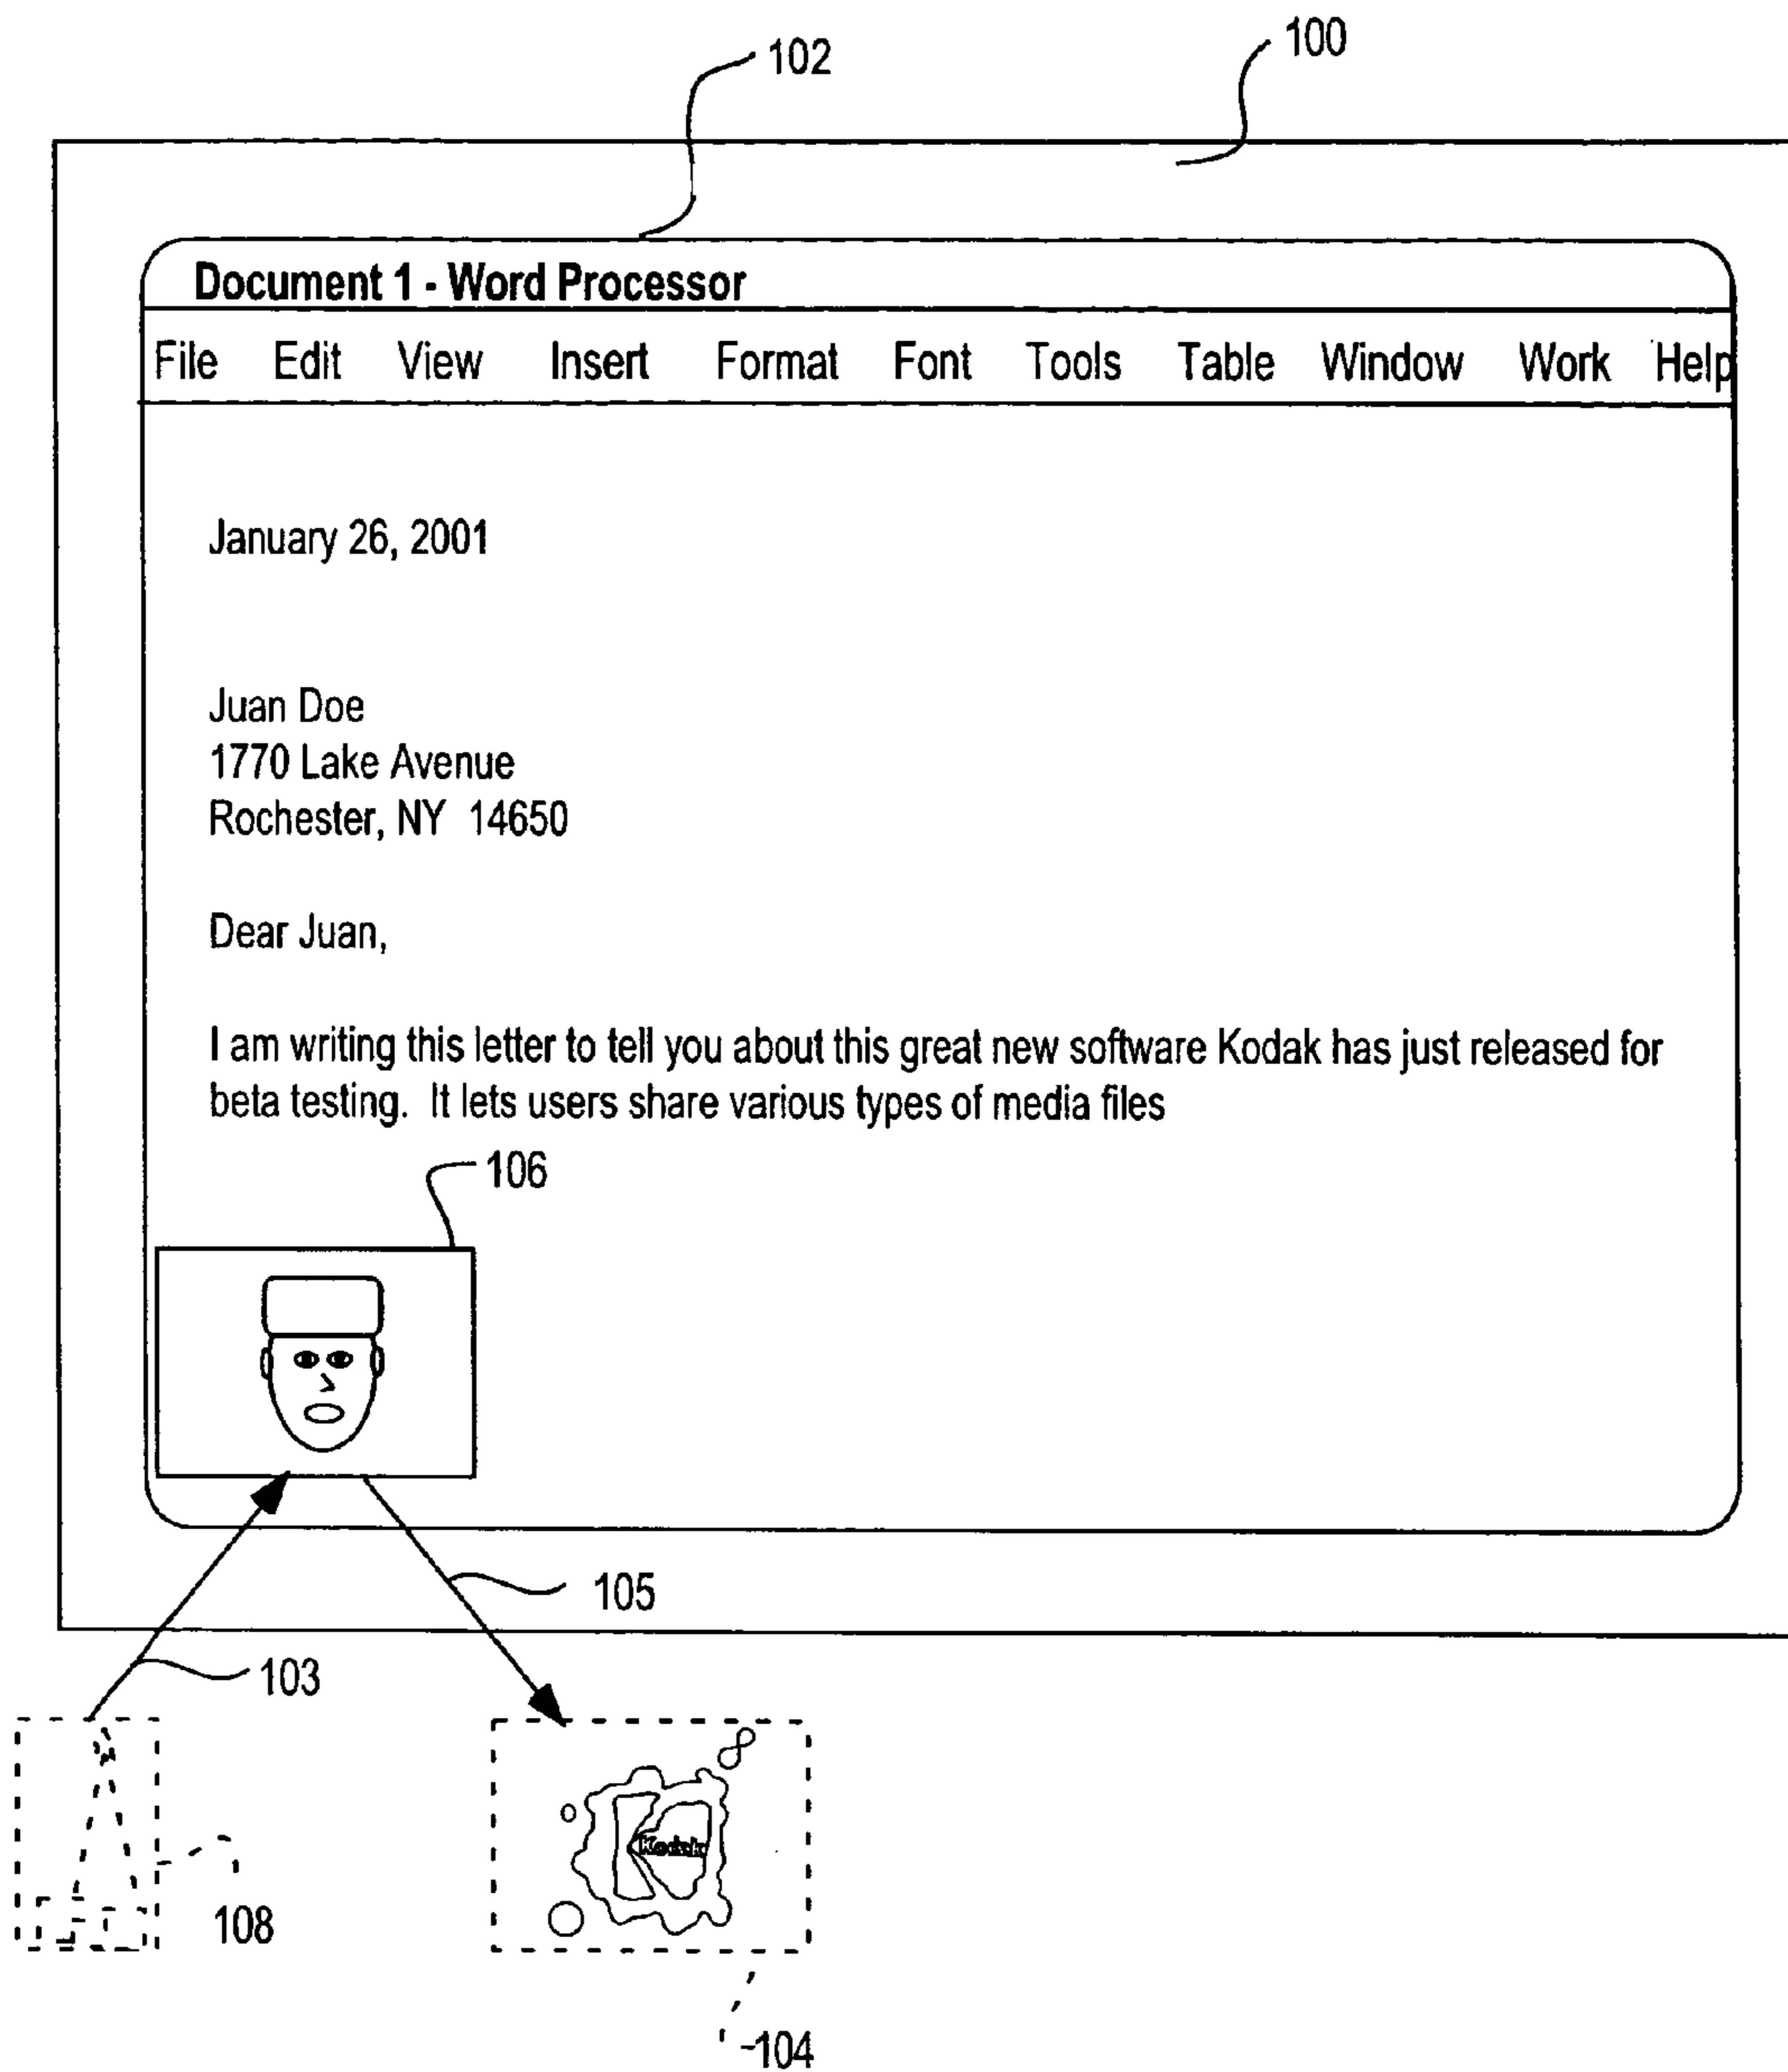 102
100
Document 1 - Word Processor
File Edit View Insert Format Font Tools Table Window Work Help
January 26, 2001
Juan Doe
1770 Lake Avenue
Rochester, NY 14650
Dear Juan,
I am writing this letter to tell you about this great new software Kodak has just released for
beta testing. It lets users share various types of media files
106
105
103
Kodak
108
104